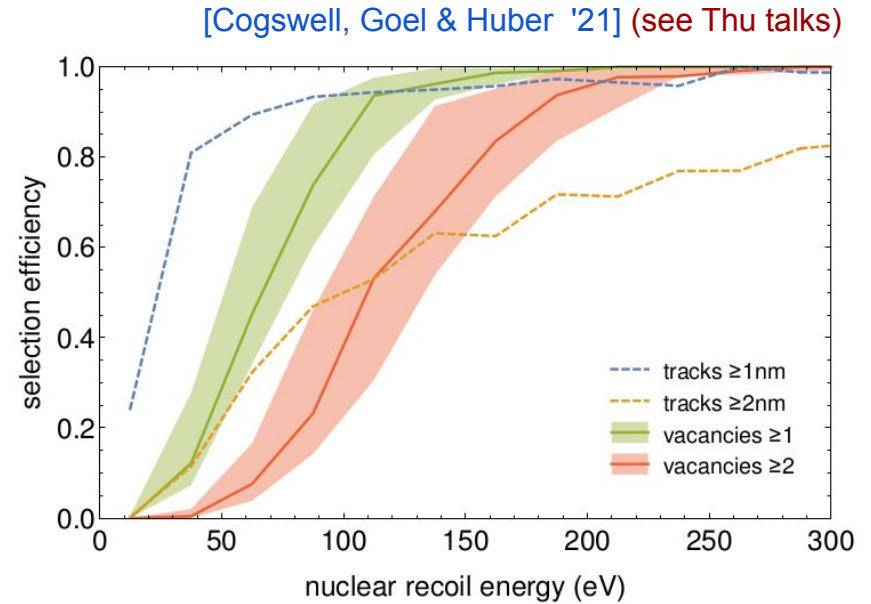 [Cogswell, Goel & Huber '21] (see Thu talks)
1.0
0.8
0.6
0.4
0.2
0.0
selection efficiency
tracks ≥1nm
tracks ≥2nm
vacancies ≥1
vacancies ≥2
0 50 100 150 200 250 300
nuclear recoil energy (eV)